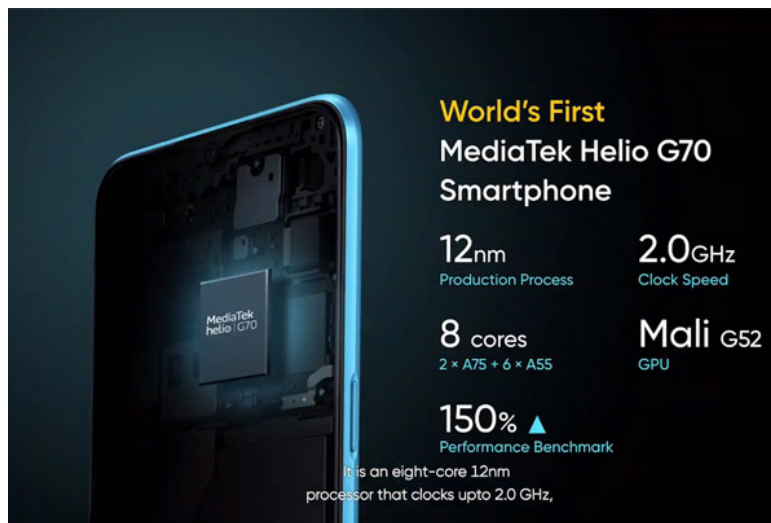 World's First
MediaTek Helio G70
Smartphone
12nm
Production Process
2.0GHz
Clock Speed
8 cores
2 × A75 + 6 × A55
Mali G52
GPU
150% ▲
Performance Benchmark
MediaTek
helio G70
It is an eight-core 12nm
processor that clocks upto 2.0 GHz,